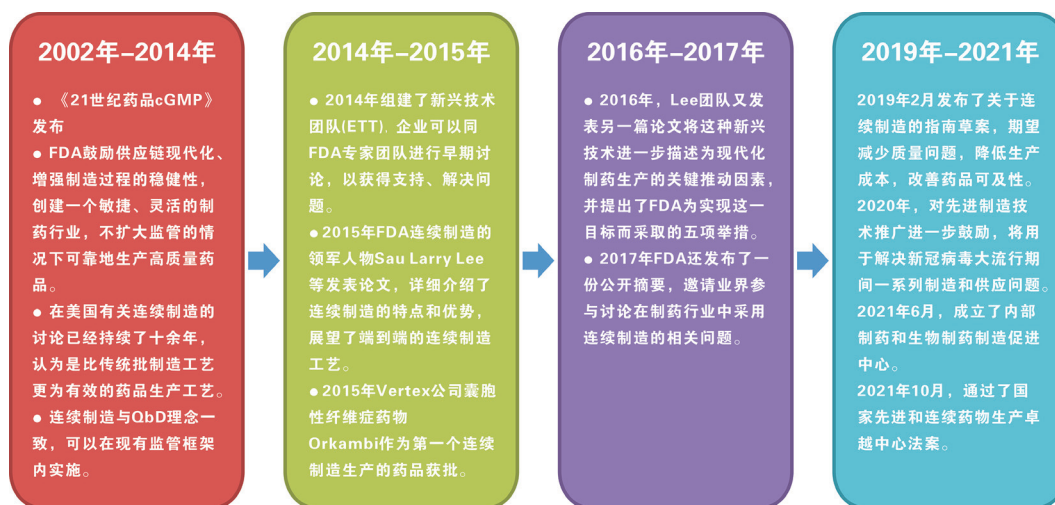 2002年–2014年
● 《21世纪药品cGMP》
发布
● FDA鼓励供应链现代化、
增强制造过程的稳健性，
创建一个敏捷、灵活的制
药行业，不扩大监管的情
况下可靠地生产高质量药
品。
● 在美国有关连续制造的
讨论已经持续了十余年，
认为是比传统批制造工艺
更为有效的药品生产工艺。
● 连续制造与QbD理念一
致，可以在现有监管框架
内实施。
2014年–2015年
● 2014年组建了新兴技术
团队(ETT)，企业可以同
FDA专家团队进行早期讨
论，以获得支持、解决问
题。
● 2015年FDA连续制造的
领军人物Sau Larry Lee
等发表论文，详细介绍了
连续制造的特点和优势，
展望了端到端的连续制造
工艺。
● 2015年Vertex公司囊胞
性纤维症药物
Orkambi作为第一个连续
制造生产的药品获批。
2016年–2017年
● 2016年，Lee团队又发
表另一篇论文将这种新兴
技术进一步描述为现代化
制药生产的关键推动因素，
并提出了FDA为实现这一
目标而采取的五项举措。
● 2017年FDA还发布了一
份公开摘要，邀请业界参
与讨论在制药行业中采用
连续制造的相关问题。
2019年–2021年
2019年2月发布了关于连
续制造的指南草案，期望
减少质量问题，降低生产
成本，改善药品可及性。
2020年，对先进制造技
术推广进一步鼓励，将用
于解决新冠病毒大流行期
间一系列制造和供应问题。
2021年6月，成立了内部
制药和生物制药制造促进
中心。
2021年10月，通过了国
家先进和连续药物生产卓
越中心法案。